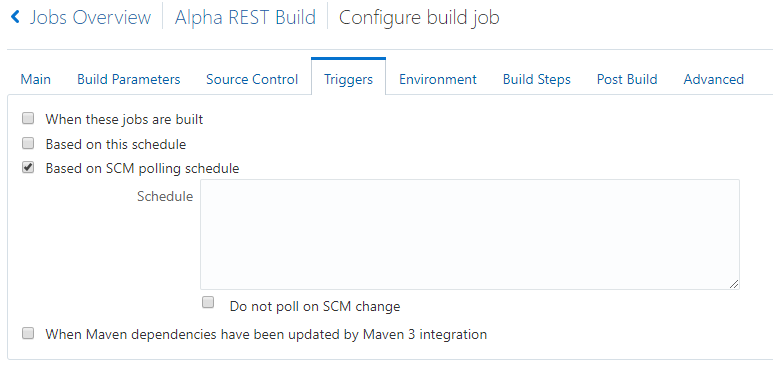 Jobs Overview Alpha REST Build Configure build job
Main Build Parameters Source Control Triggers Environment Build Steps Post Build Advanced
When these jobs are built
Based on this schedule
Based on SCM polling schedule
Schedule
Do not poll on SCM change
When Maven dependencies have been updated by Maven 3 integration